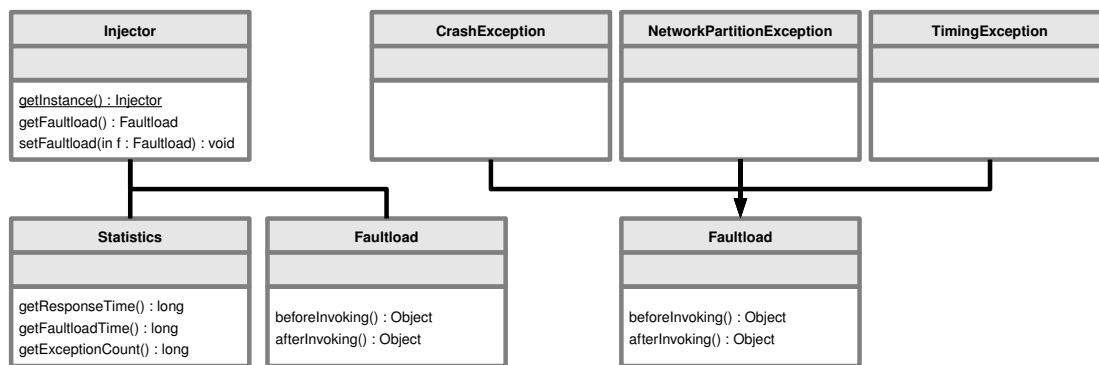 Injector
getInstance() : Injector
getFaultload() : Faultload
setFaultload(in f : Faultload) : void
CrashException
NetworkPartitionException
TimingException
Statistics
getResponseTime() : long
getFaultloadTime() : long
getExceptionCount() : long
Faultload
beforeInvoking() : Object
afterInvoking() : Object
Faultload
beforeInvoking() : Object
afterInvoking() : Object